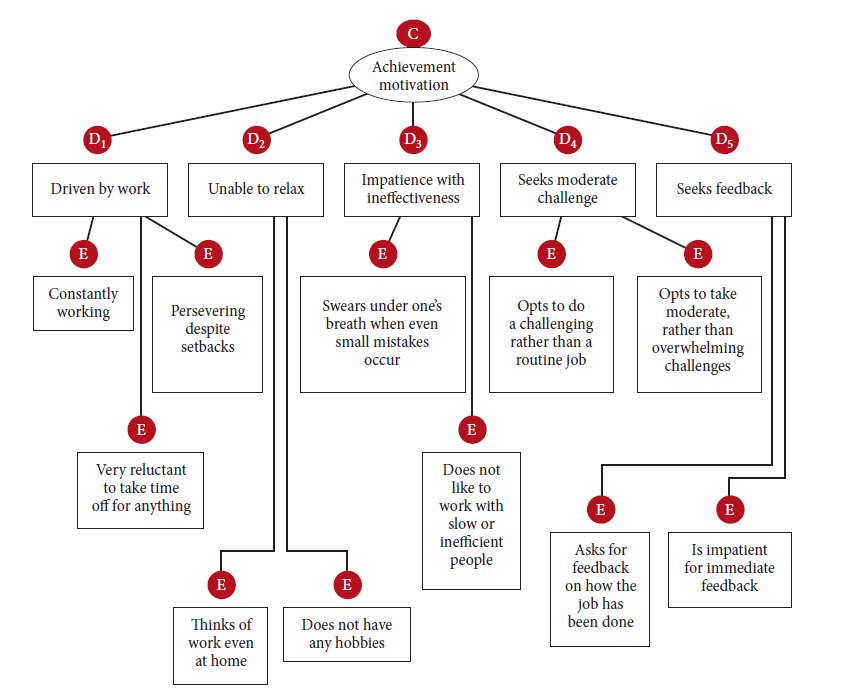 C
Achievement
motivation
D1
D2
D3
D4
D5
Driven by work
Unable to relax
Impatience with
ineffectiveness
Seeks moderate
challenge
Seeks feedback
E
E
E
E
E
Constantly
working
Persevering
despite
setbacks
Swears under one’s
breath when even
small mistakes
occur
Opts to do
a challenging
rather than a
routine job
Opts to take
moderate,
rather than
overwhelming
challenges
E
E
Very reluctant
to take time
off for anything
Does not
like to
work with
slow or
inefficient
people
E
E
Asks for
feedback
on how the
job has
been done
Is impatient
for immediate
feedback
E
E
Thinks of
work even
at home
Does not have
any hobbies